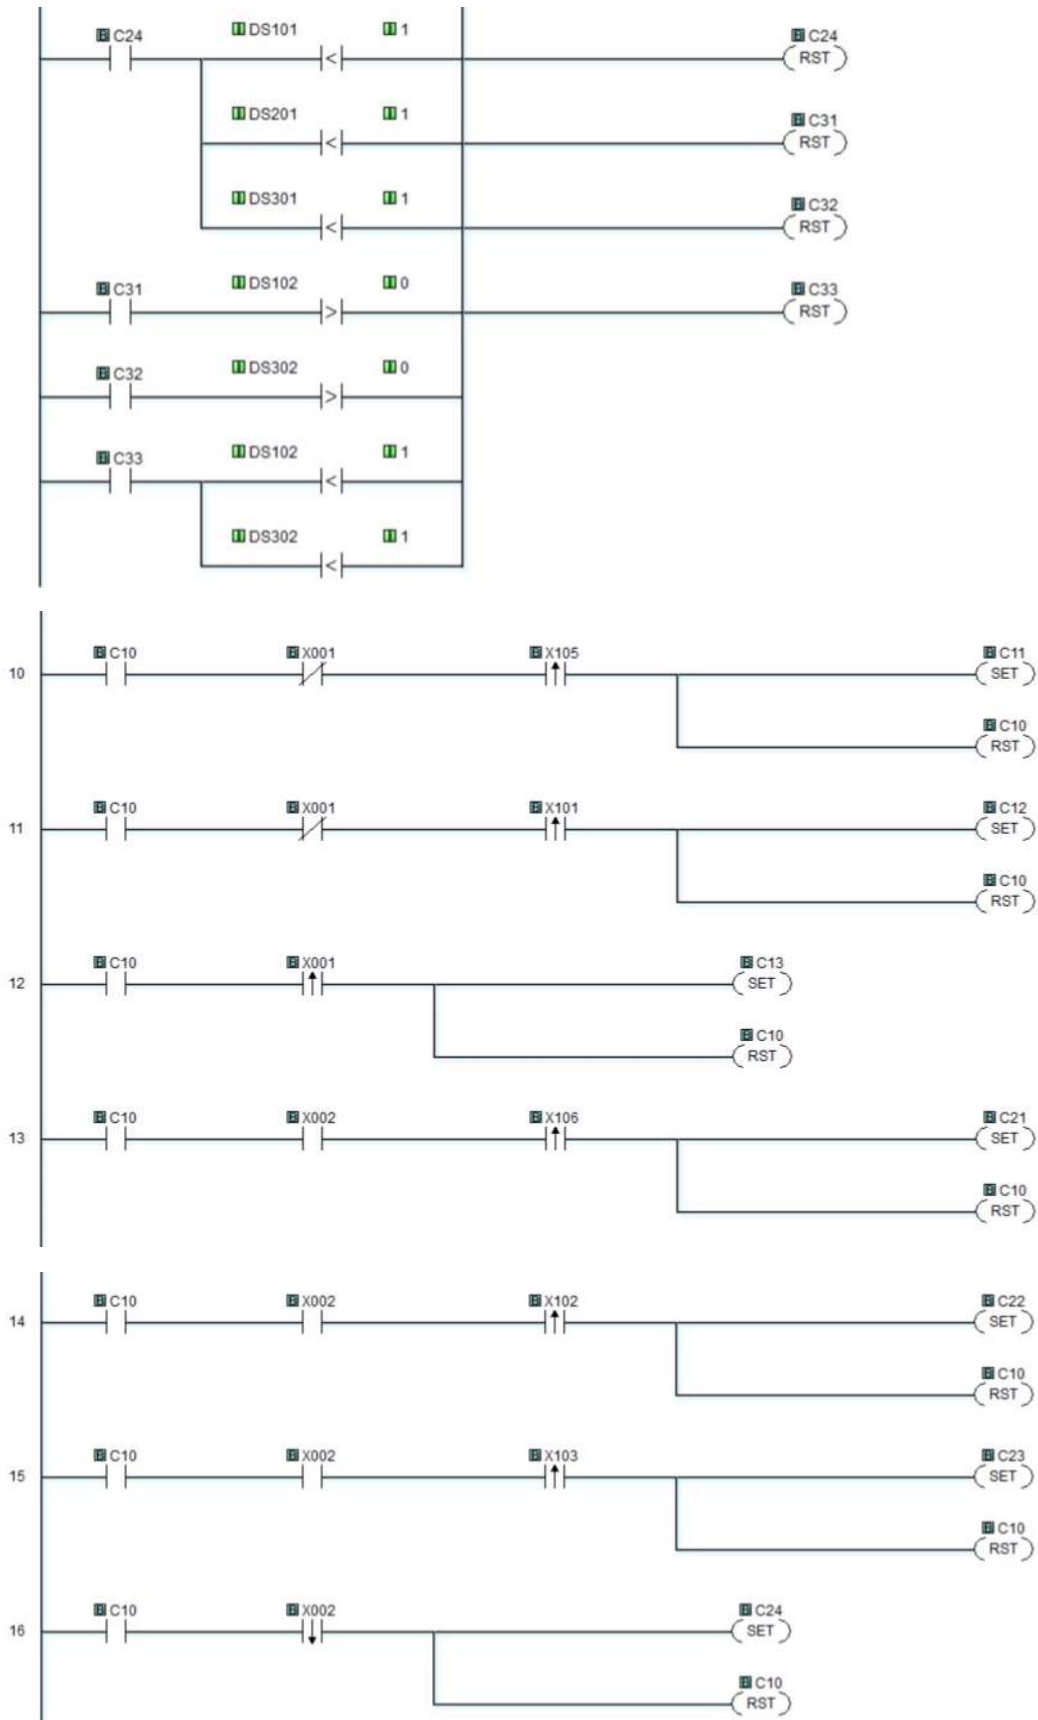 C24 DS101 1 C24
< RST
DS201 1 C31
< RST
DS301 1 C32
< RST
C31 DS102 0 C33
> RST
C32 DS302 0
>
C33 DS102 1
<
DS302 1
<
C10 X001 X105 C11
10 SET
C10
RST
C10 X001 X101 C12
11 SET
C10
RST
C10 X001 C13
12 SET
C10
RST
C10 X002 X106 C21
13 SET
C10
RST
C10 X002 X102 C22
14 SET
C10
RST
C10 X002 X103 C23
15 SET
C10
RST
C10 X002 C24
16 SET
C10
RST